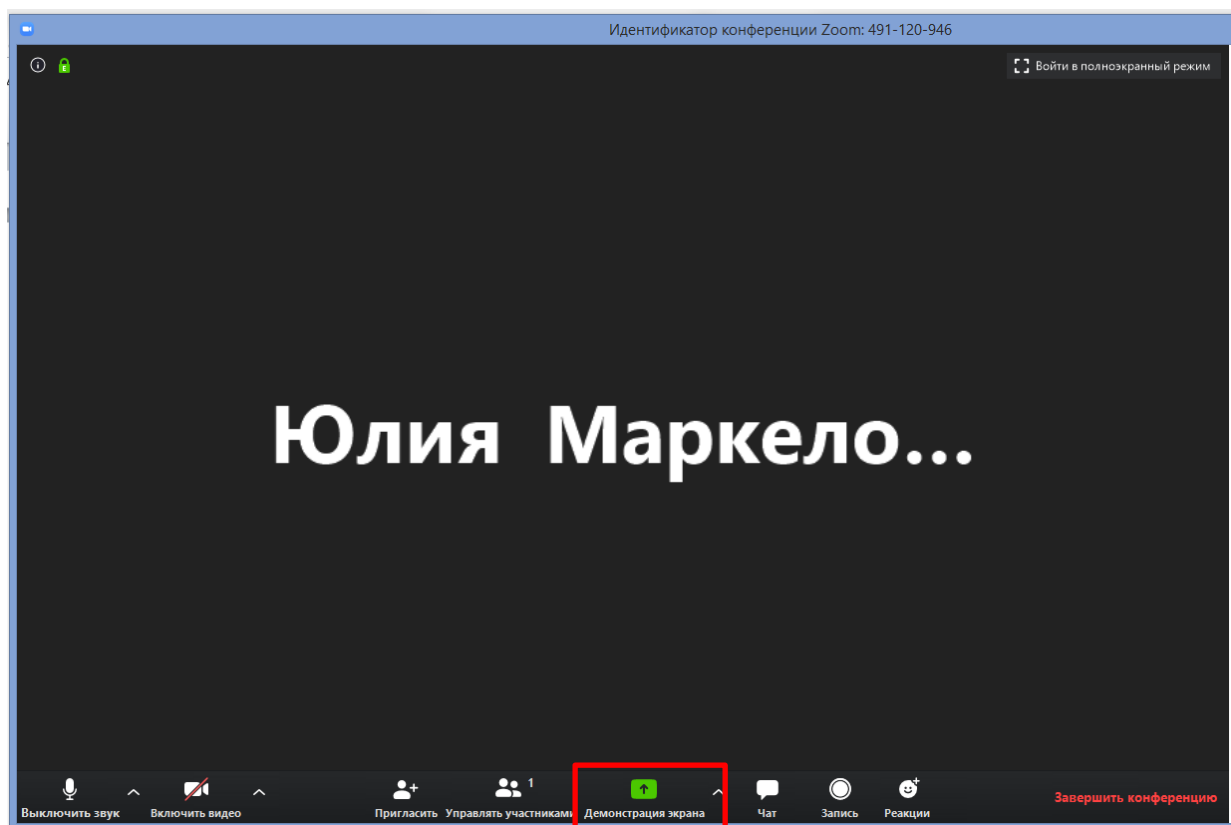 Идентификатор конференции Zoom: 491-120-946
Войти в полноэкранный режим
Юлия Маркело...
1
Выключить звук Включить видео Пригласить Управлять участниками Демонстрация экрана Чат Запись Реакции Завершить конференцию